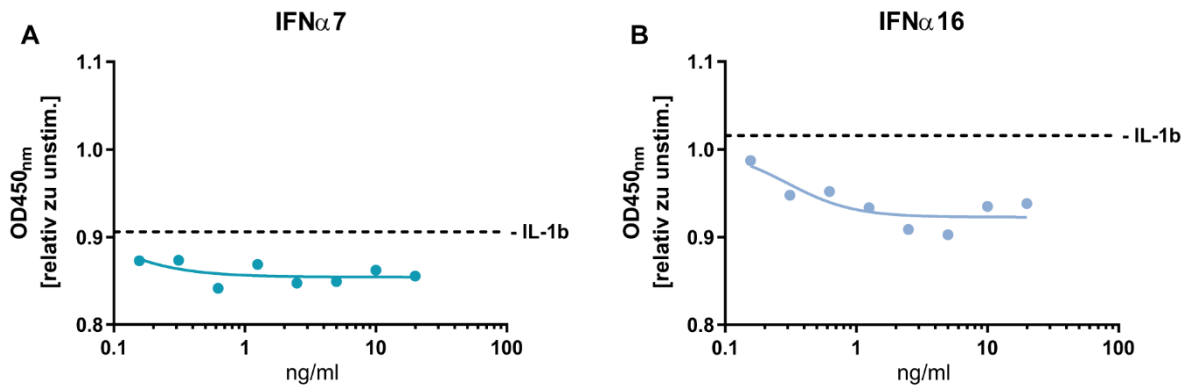 A
IFNα7
OD450nm
[relativ zu unstim.]
1.1
1.0
0.9
0.8
- IL-1b
0.1
1
10
100
ng/ml
B
IFNα16
OD450nm
[relativ zu unstim.]
1.1
1.0
0.9
0.8
- IL-1b
0.1
1
10
100
ng/ml